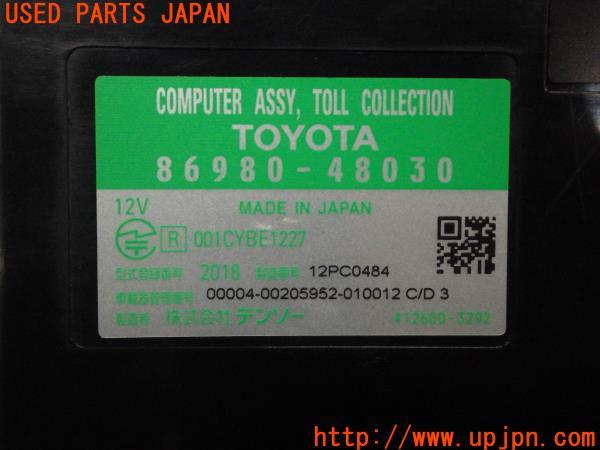 USED PARTS JAPAN
COMPUTER ASSY, TOLL COLLECTION
TOYOTA
86980-48030
12V
MADE IN JAPAN
R 001CYBE1227
型式登録番号 2018 製造番号 12PC0484
車載器管理番号 00004-00205952-010012 C/D 3
製造者 株式会社 デンソー 412600-3292
http://www.upjpn.com